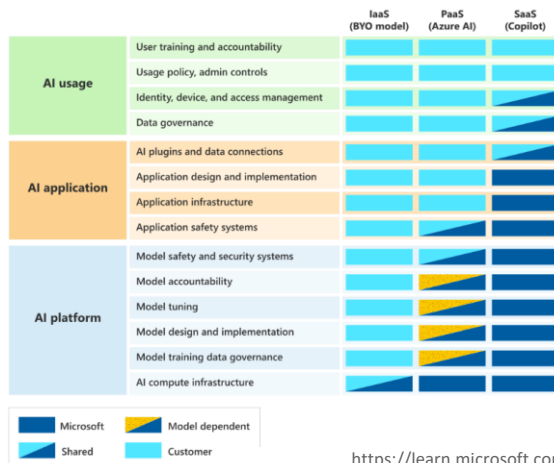 IaaS
(BYO model)
PaaS
(Azure AI)
SaaS
(Copilot)
AI usage
User training and accountability
Usage policy, admin controls
Identity, device, and access management
Data governance
AI application
AI plugins and data connections
Application design and implementation
Application infrastructure
Application safety systems
AI platform
Model safety and security systems
Model accountability
Model tuning
Model design and implementation
Model training data governance
AI compute infrastructure
Microsoft
Model dependent
Shared
Customer
https://learn.microsoft.co